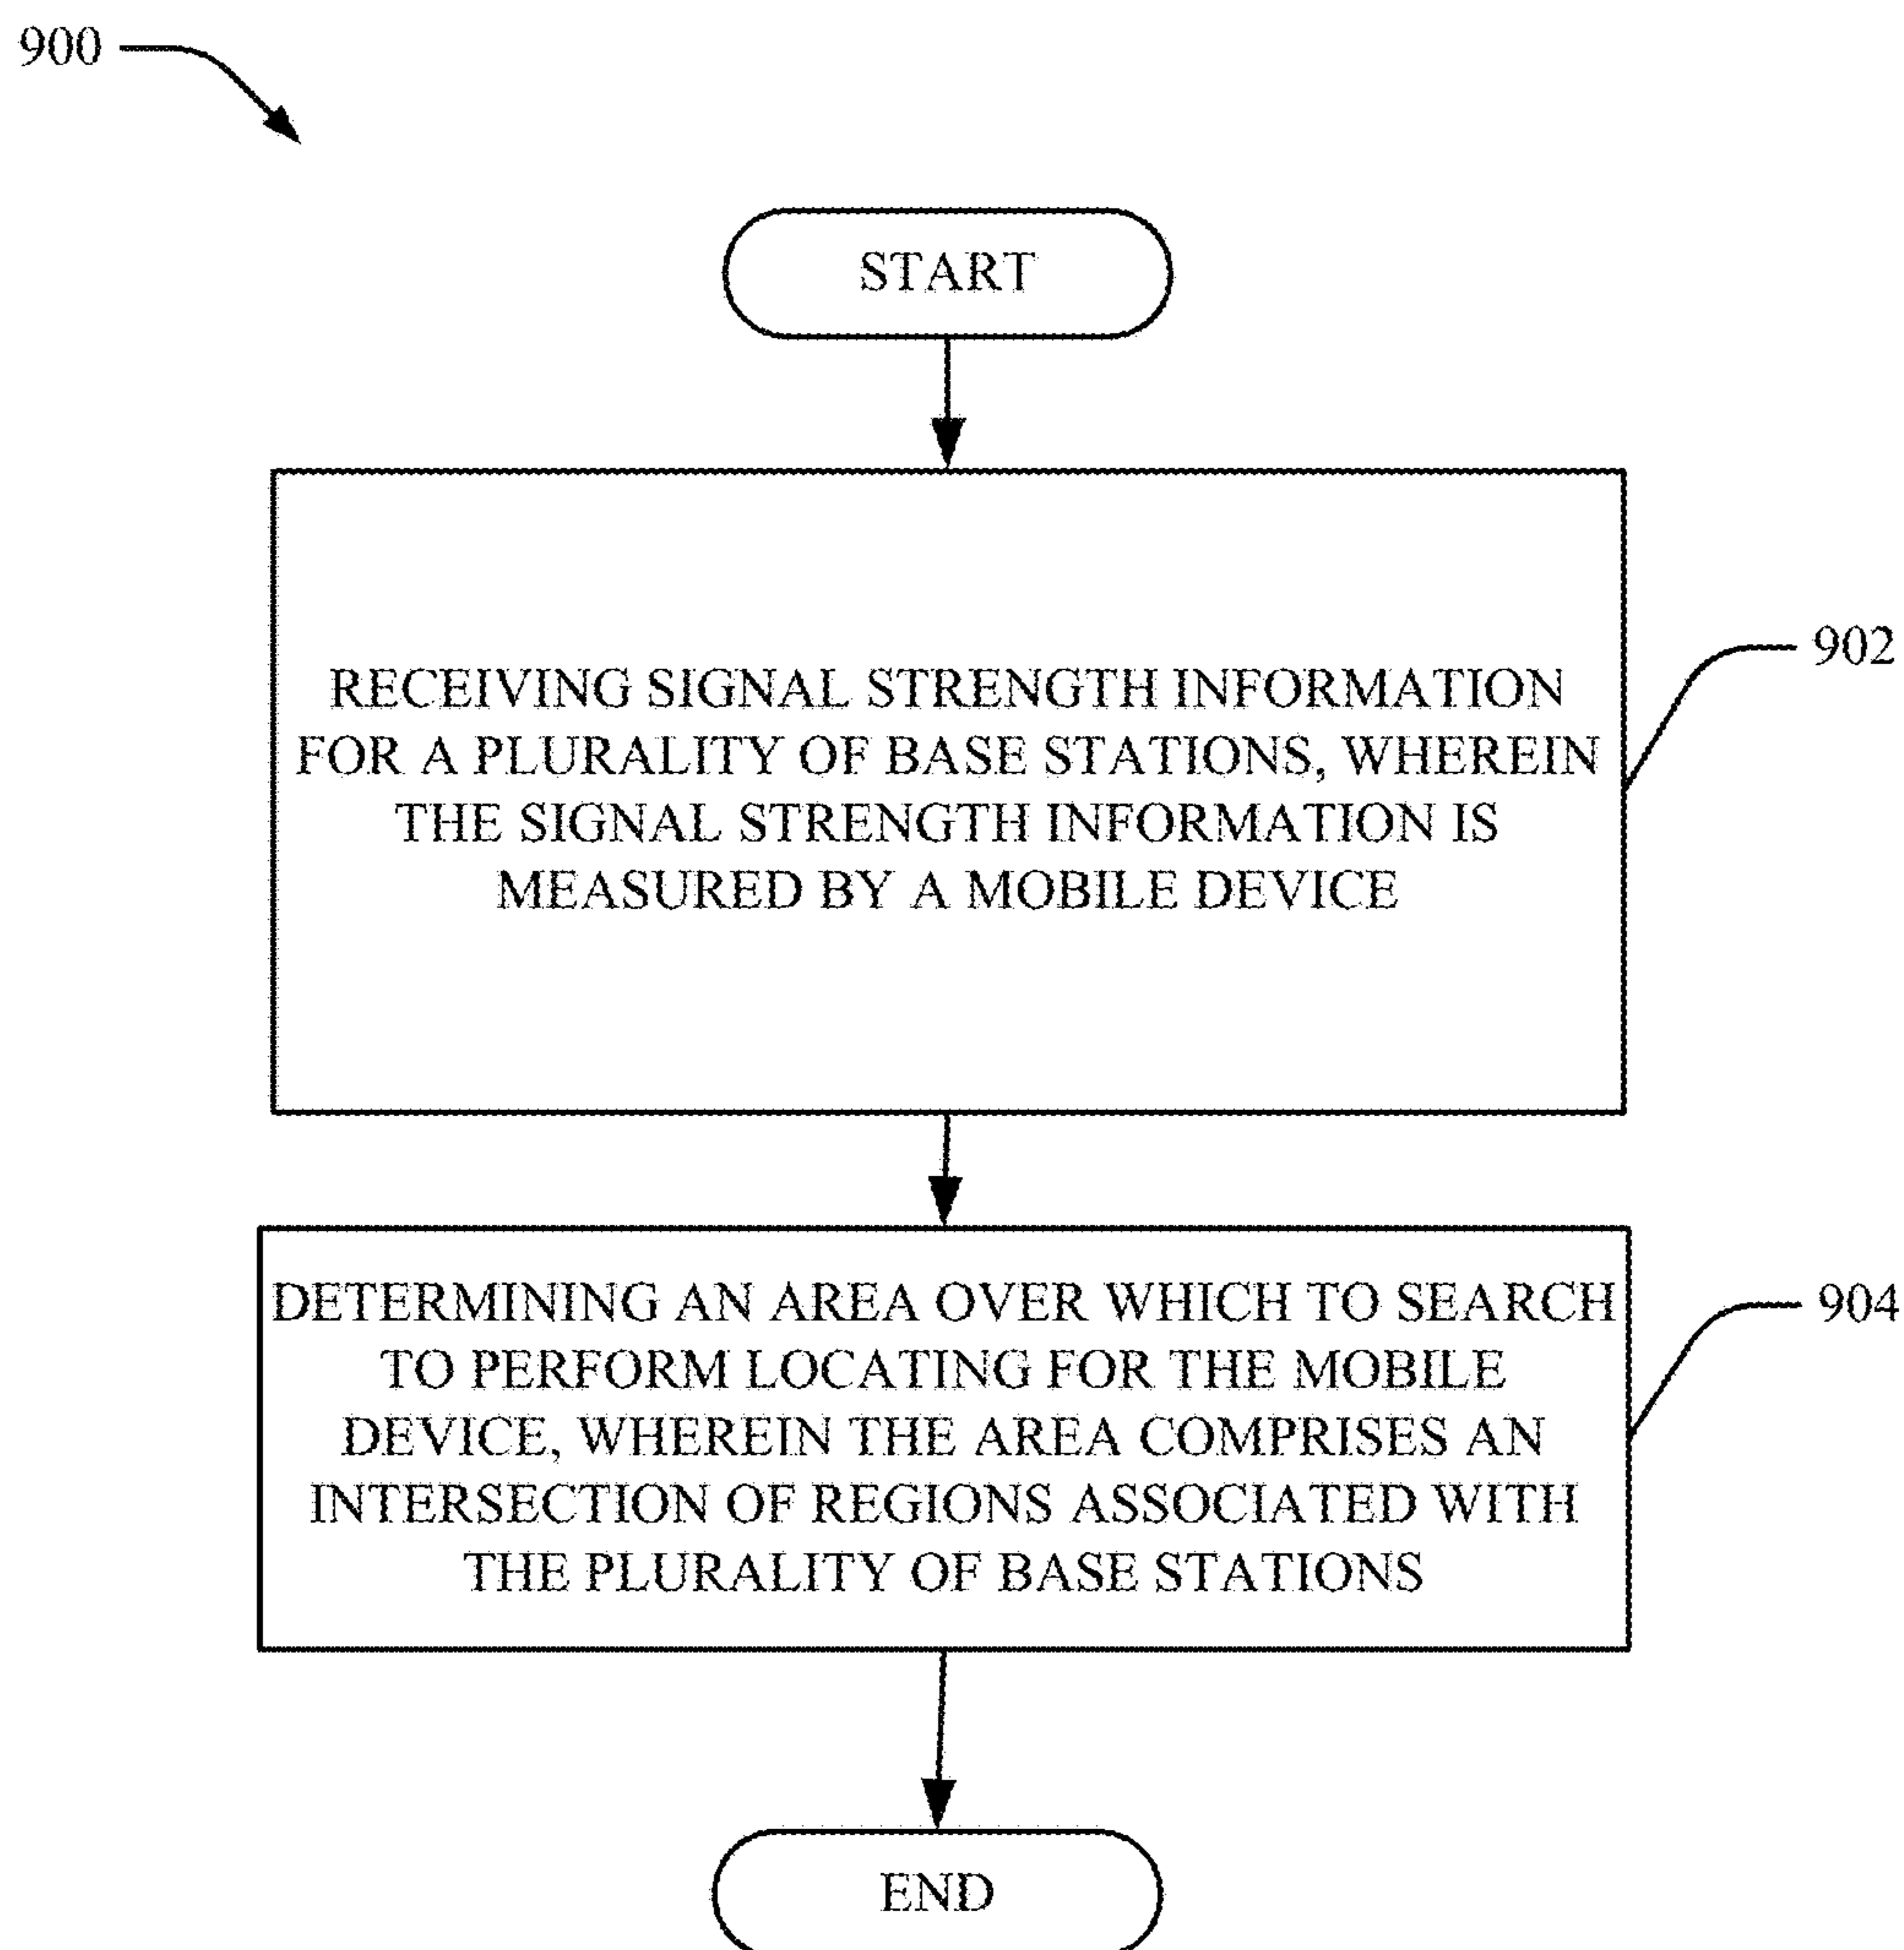 900
START
RECEIVING SIGNAL STRENGTH INFORMATION
FOR A PLURALITY OF BASE STATIONS, WHEREIN
THE SIGNAL STRENGTH INFORMATION IS
MEASURED BY A MOBILE DEVICE
902
DETERMINING AN AREA OVER WHICH TO SEARCH
TO PERFORM LOCATING FOR THE MOBILE
DEVICE, WHEREIN THE AREA COMPRISES AN
INTERSECTION OF REGIONS ASSOCIATED WITH
THE PLURALITY OF BASE STATIONS
904
END